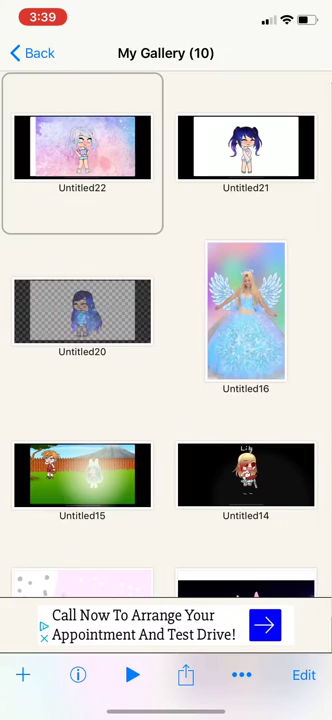 3:39
Back
My Gallery (10)
Untitled22
Untitled21
Untitled20
Untitled16
Lily
Untitled15
Untitled14
Call Now To Arrange Your
Appointment And Test Drive!
Edit